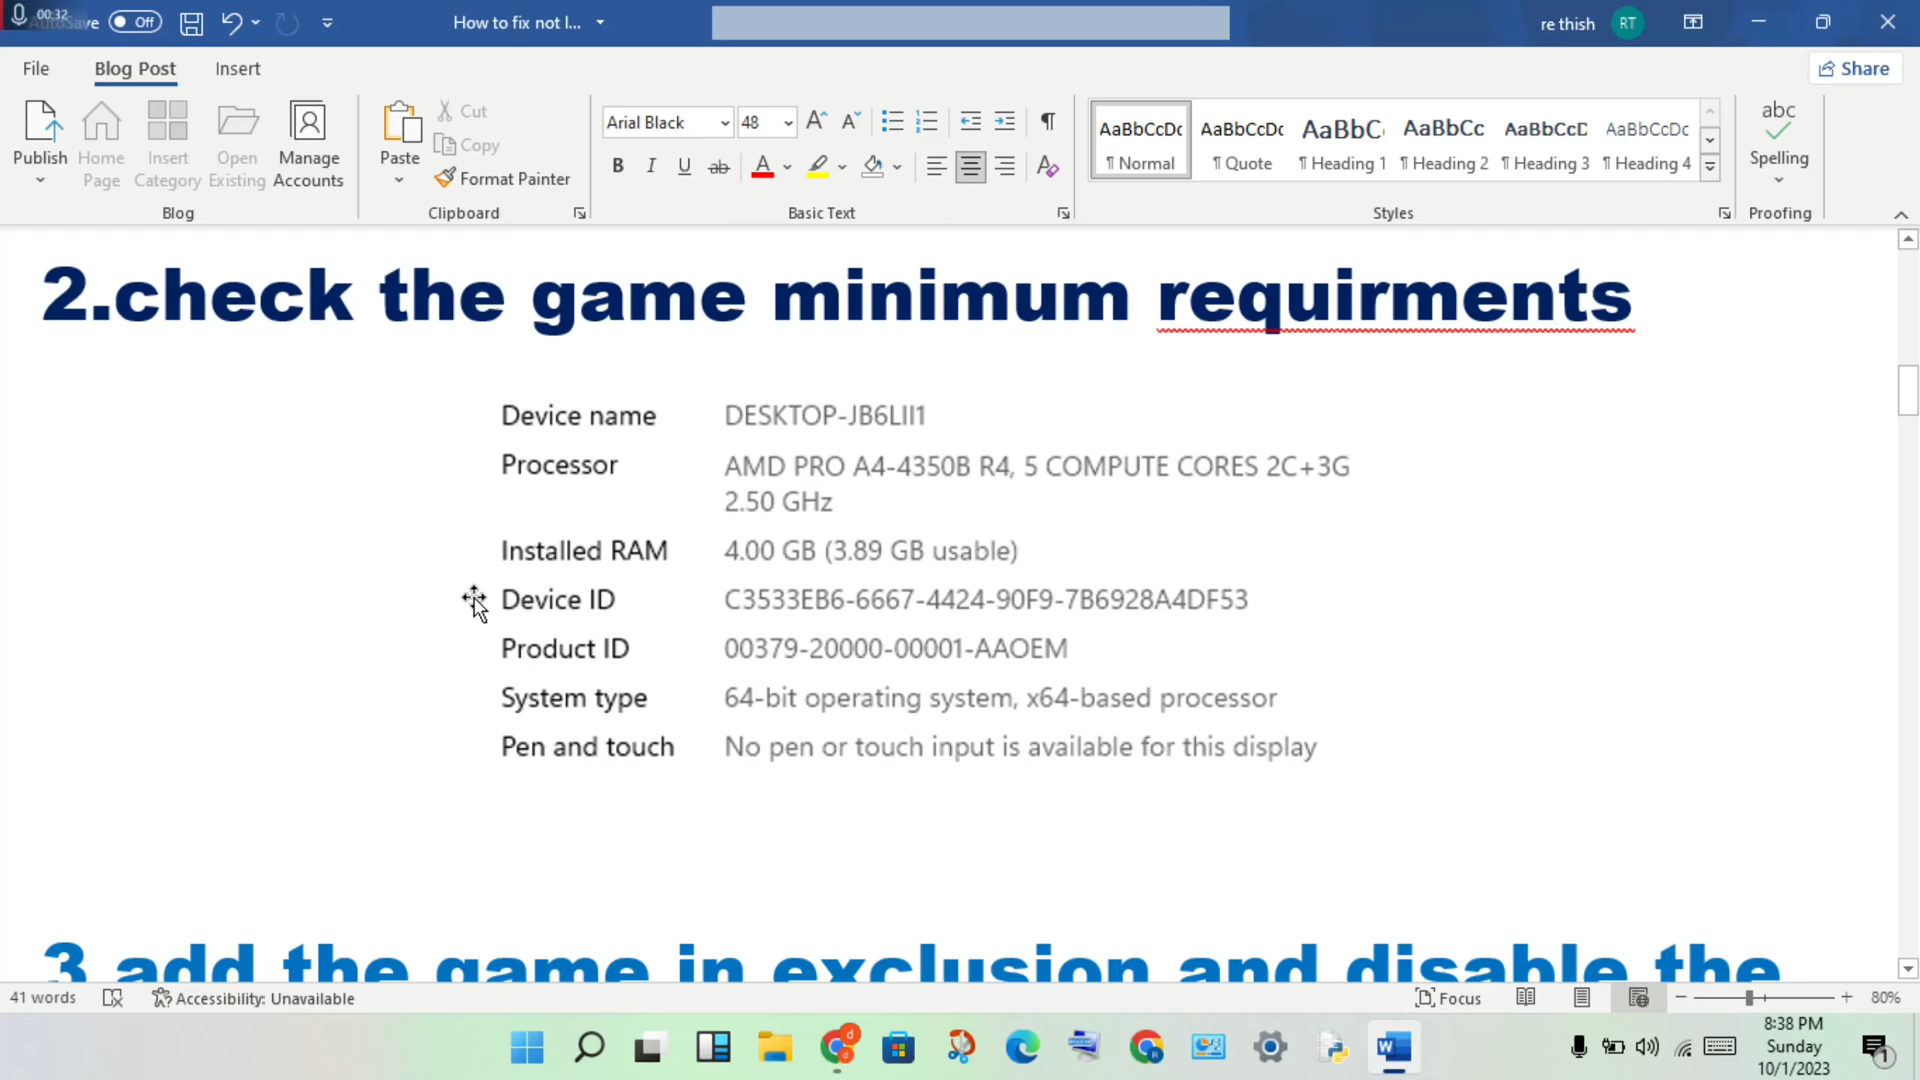 00:32
ve
Off
How to fix not l...
re thish
RT
File
Blog Post
Insert
Share
Publish
Home Page
Insert Category
Open Existing
Manage Accounts
Blog
Paste
Cut
Copy
Format Painter
Clipboard
Arial Black
48
B I U ab
A
Basic Text
AaBbCcDc
¶ Normal
AaBbCcDc
¶ Quote
AaBbC
¶ Heading 1
AaBbCc
¶ Heading 2
AaBbCcD
¶ Heading 3
AaBbCcDc
¶ Heading 4
Styles
abc
Spelling
Proofing
2.check the game minimum requirments
Device name DESKTOP-JB6LII1
Processor AMD PRO A4-4350B R4, 5 COMPUTE CORES 2C+3G
2.50 GHz
Installed RAM 4.00 GB (3.89 GB usable)
Device ID C3533EB6-6667-4424-90F9-7B6928A4DF53
Product ID 00379-20000-00001-AAOEM
System type 64-bit operating system, x64-based processor
Pen and touch No pen or touch input is available for this display
3.add the game in exclusion and disable the
41 words
Accessibility: Unavailable
Focus
80%
8:38 PM
Sunday
10/1/2023
1